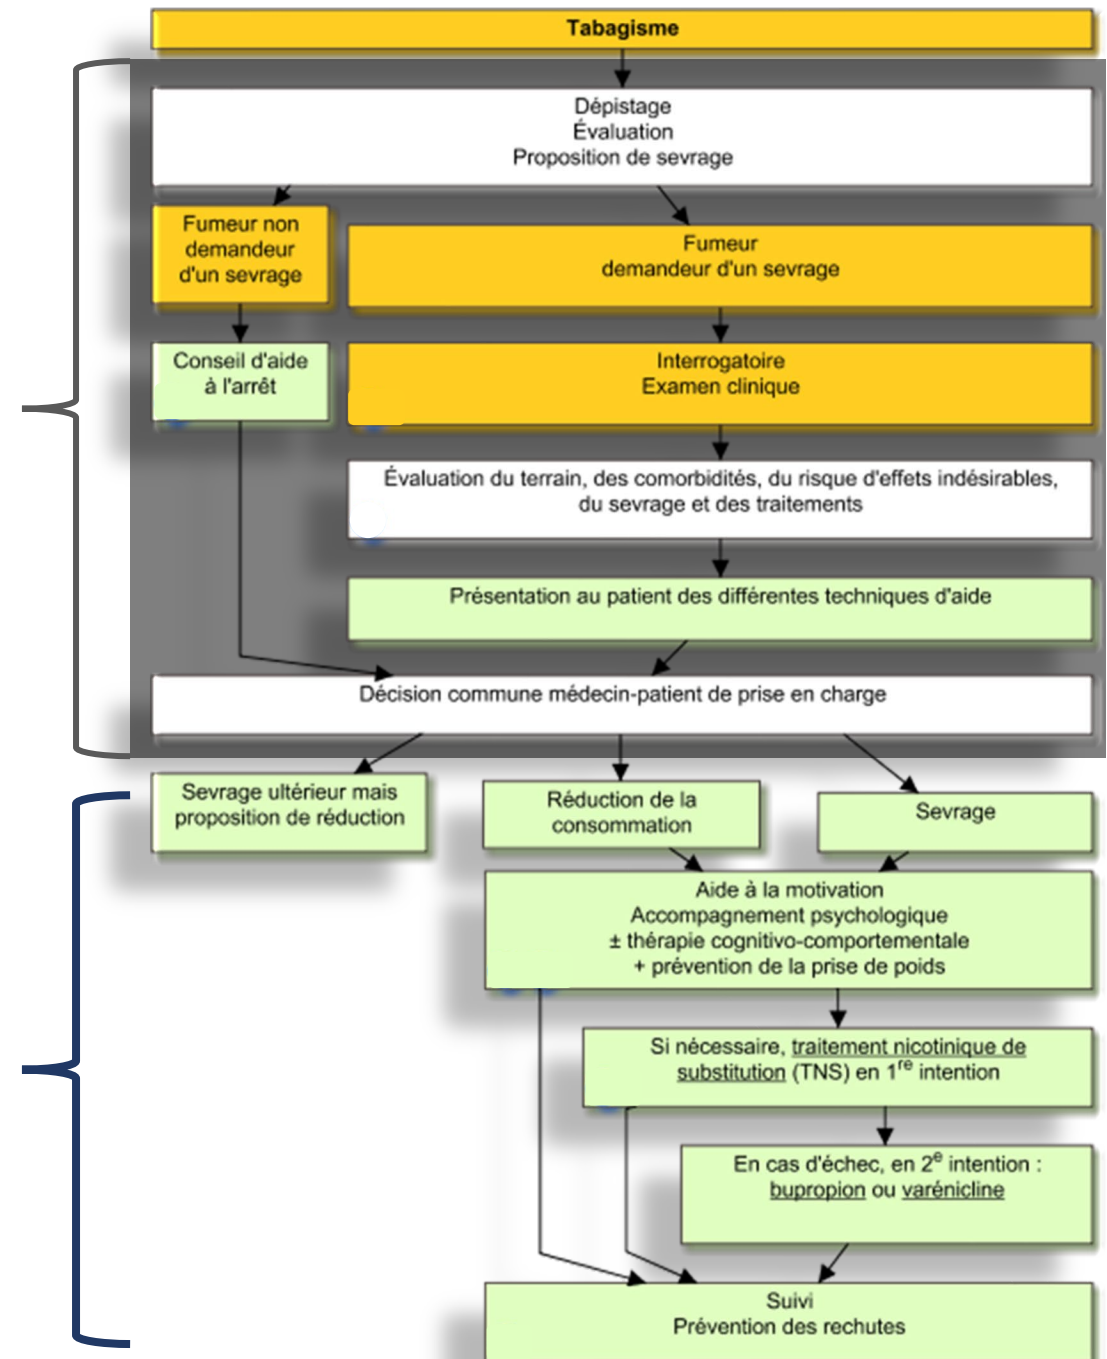 Tabagisme
Dépistage
Évaluation
Proposition de sevrage
Fumeur non
demandeur
d'un sevrage
Fumeur
demandeur d'un sevrage
Conseil d'aide
à l'arrêt
Interrogatoire
Examen clinique
Évaluation du terrain, des comorbidités, du risque d'effets indésirables,
du sevrage et des traitements
Présentation au patient des différentes techniques d'aide
Décision commune médecin-patient de prise en charge
Sevrage ultérieur mais
proposition de réduction
Réduction de la
consommation
Sevrage
Aide à la motivation
Accompagnement psychologique
± thérapie cognitivo-comportementale
+ prévention de la prise de poids
Si nécessaire, traitement nicotinique de
substitution (TNS) en 1re intention
En cas d'échec, en 2e intention :
bupropion ou varénicline
Suivi
Prévention des rechutes